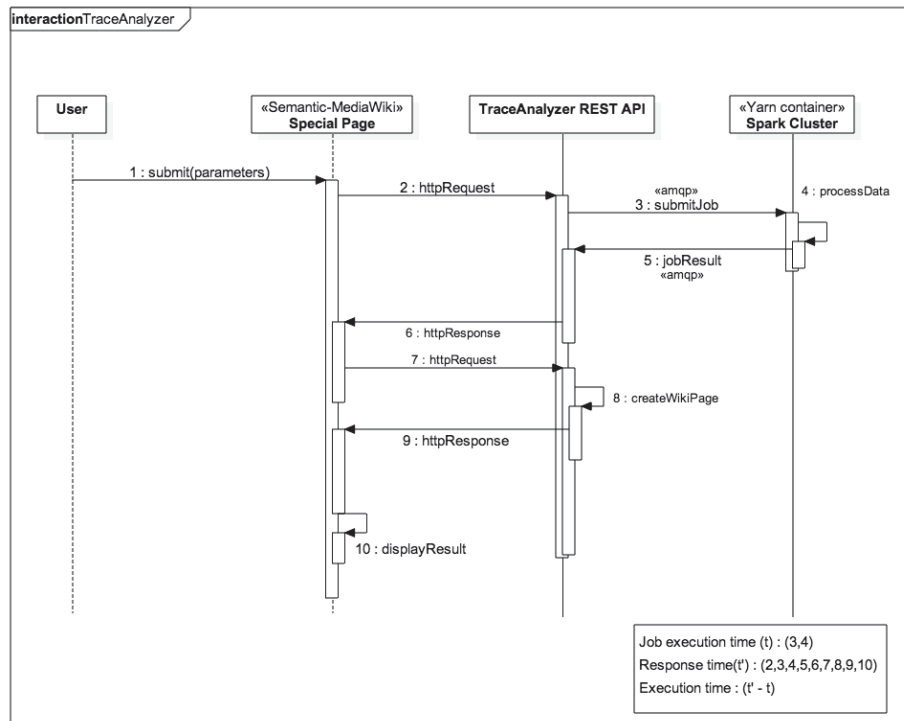 interactionTraceAnalyzer
User
«Semantic-MediaWiki»
Special Page
TraceAnalyzer REST API
«Yarn container»
Spark Cluster
1 : submit(parameters)
2 : httpRequest
«amqp»
3 : submitJob
4 : processData
5 : jobResult
«amqp»
6 : httpResponse
7 : httpRequest
8 : createWikiPage
9 : httpResponse
10 : displayResult
Job execution time (t) : (3,4)
Response time(t') : (2,3,4,5,6,7,8,9,10)
Execution time : (t' - t)